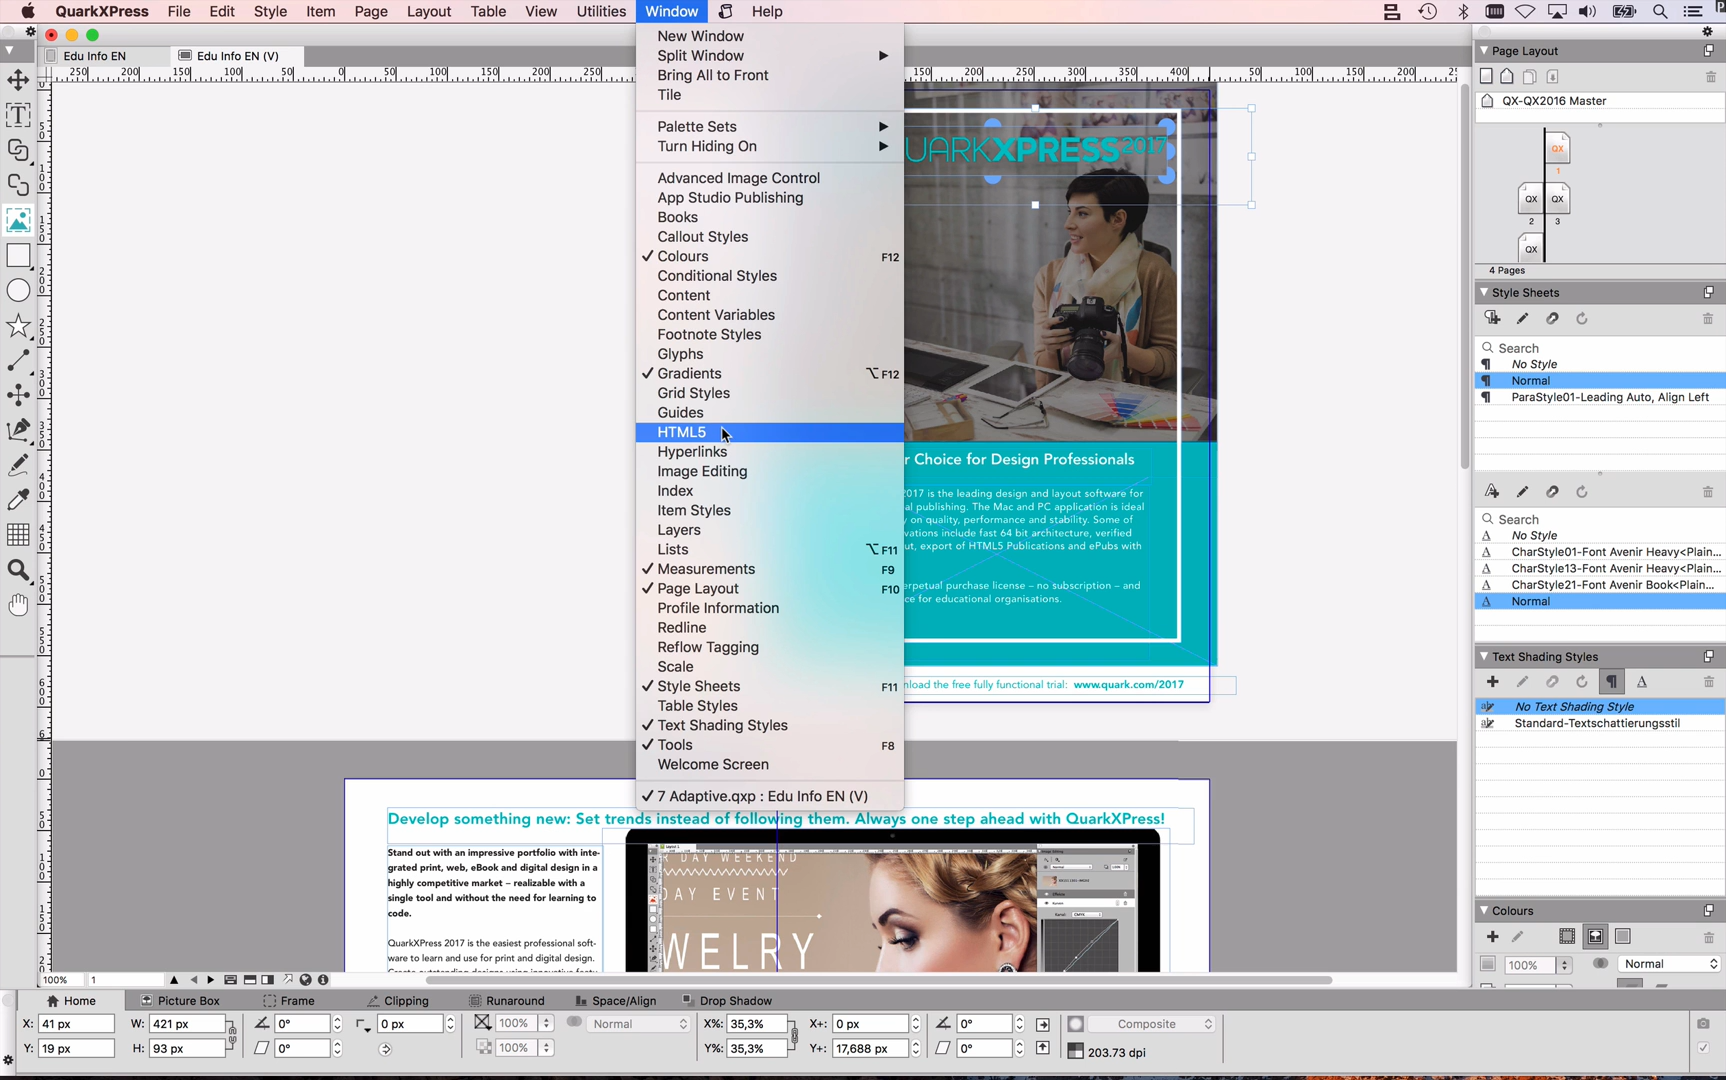 QuarkXPress File Edit Style Item Page Layout Table View Utilities Window Help
Edu Info EN
Edu Info EN (V)
New Window
Split Window
Bring All to Front
Tile
Palette Sets
Turn Hiding On
Advanced Image Control
App Studio Publishing
Books
Callout Styles
✓ Colours F12
Conditional Styles
Content
Content Variables
Footnote Styles
Glyphs
✓ Gradients ⌥F12
Grid Styles
Guides
HTML5
Hyperlinks
Image Editing
Index
Item Styles
Layers
Lists ⌥F11
✓ Measurements F9
✓ Page Layout F10
Profile Information
Redline
Reflow Tagging
Scale
✓ Style Sheets F11
Table Styles
✓ Text Shading Styles
✓ Tools F8
Welcome Screen
✓ 7 Adaptive.qxp : Edu Info EN (V)
UARKXPRESS2017
r Choice for Design Professionals
2017 is the leading design and layout software for
al publishing. The Mac and PC application is ideal
y on quality, performance and stability. Some of
vations include fast 64 bit architecture, verified
ut, export of HTML5 Publications and ePubs with
erpetual purchase license – no subscription – and
ce for educational organisations.
nload the free fully functional trial: www.quark.com/2017
Develop something new: Set trends instead of following them. Always one step ahead with QuarkXPress!
Stand out with an impressive portfolio with inte-
grated print, web, eBook and digital design in a
highly competitive market – realizable with a
single tool and without the need for learning to
code.
QuarkXPress 2017 is the easiest professional soft-
ware to learn and use for print and digital design.
Create outstanding designs using innovative featu-
R DAY WEEKEND
DAY EVENT
WELRY
Page Layout
QX-QX2016 Master
QX
1
QX QX
2 3
QX
4 Pages
Style Sheets
Search
No Style
Normal
ParaStyle01-Leading Auto, Align Left
Search
No Style
CharStyle01-Font Avenir Heavy<Plain...
CharStyle13-Font Avenir Heavy<Plain...
CharStyle21-Font Avenir Book<Plain...
Normal
Text Shading Styles
No Text Shading Style
Standard-Textschattierungsstil
Colours
100% Normal
100% 1
Home Picture Box Frame Clipping Runaround Space/Align Drop Shadow
X: 41 px W: 421 px 0° 0 px 100% Normal X%: 35,3% X+: 0 px 0° Composite
Y: 19 px H: 93 px 0° 100% Y%: 35,3% Y+: 17,688 px 0° 203.73 dpi